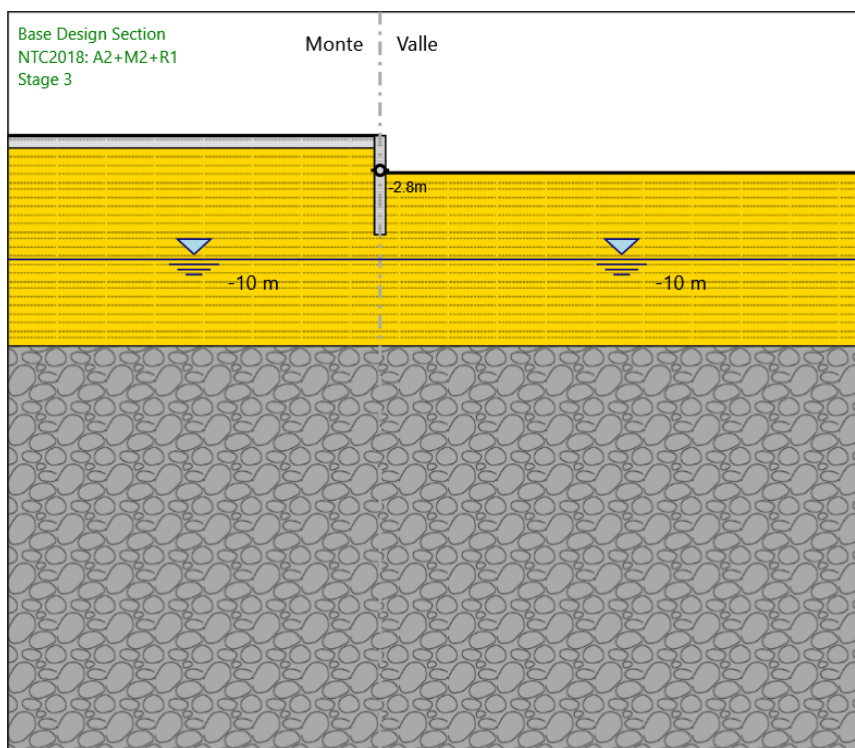 Base Design Section
NTC2018: A2+M2+R1
Stage 3
Monte
Valle
-2.8m
-10 m
-10 m